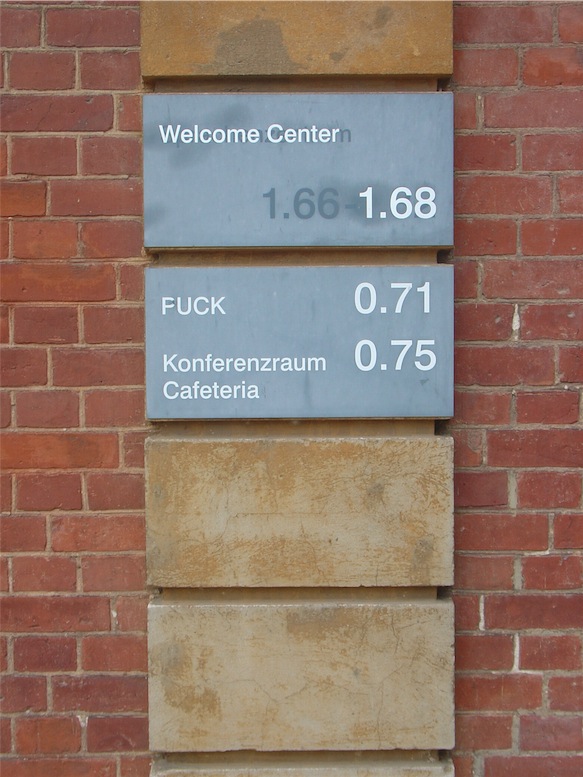 Welcome Center
1.66-1.68
FUCK 0.71
Konferenzraum 0.75
Cafeteria